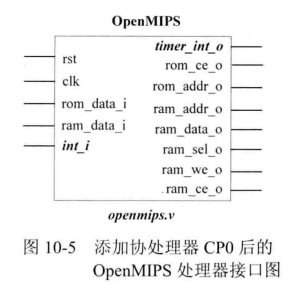 OpenMIPS
rst
clk
rom_data_i
ram_data_i
int_i
timer_int_o
rom_ce_o
rom_addr_o
ram_addr_o
ram_data_o
ram_sel_o
ram_we_o
ram_ce_o
openmips.v
图 10-5 添加协处理器 CP0 后的
OpenMIPS 处理器接口图